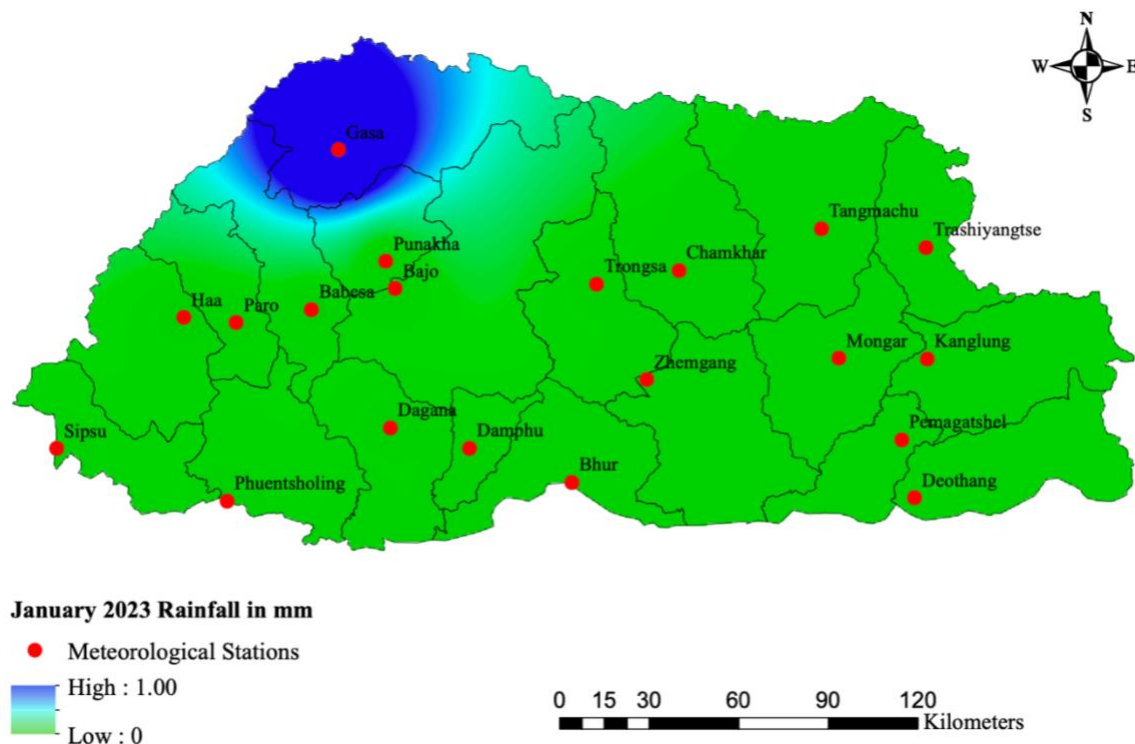 N
W E
S
Gasa
Tangmachu
Trashiyangtse
Punakha
Chamkhar
Bajo
Trongsa
Haa
Paro
Babesa
Mongar
Kanglung
Zhemgang
Dagana
Pemagatshel
Sipsu
Damphu
Bhur
Phuentsholing
Deothang
January 2023 Rainfall in mm
Meteorological Stations
High : 1.00
Low : 0
0 15 30 60 90 120
Kilometers